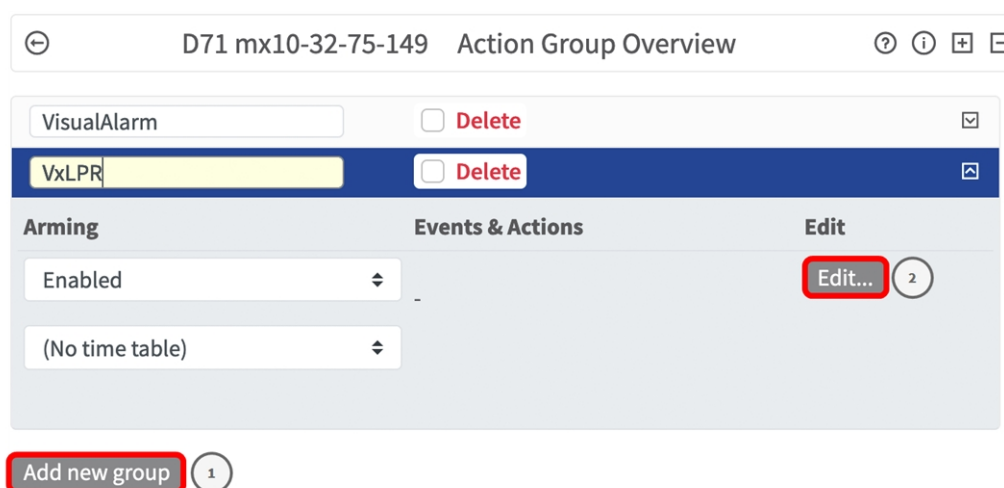 D71 mx10-32-75-149 Action Group Overview
VisualAlarm Delete
VxLPR Delete
Arming Events & Actions Edit
Enabled - Edit... 2
(No time table)
Add new group 1